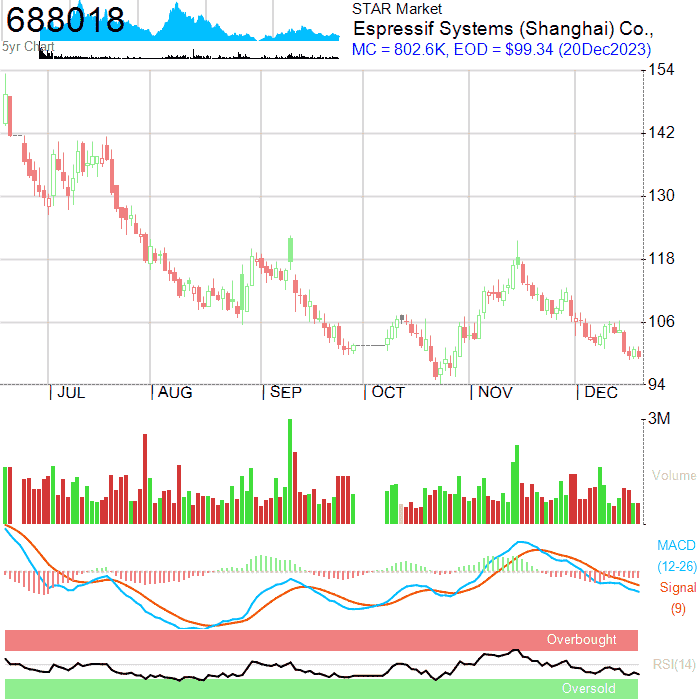 688018
5yr Chart
STAR Market
Espressif Systems (Shanghai) Co.,
MC = 802.6K, EOD = $99.34 (20Dec2023)
154
142
130
118
106
94
JUL
AUG
SEP
OCT
NOV
DEC
3M
Volume
MACD
(12-26)
Signal
(9)
Overbought
RSI(14)
Oversold